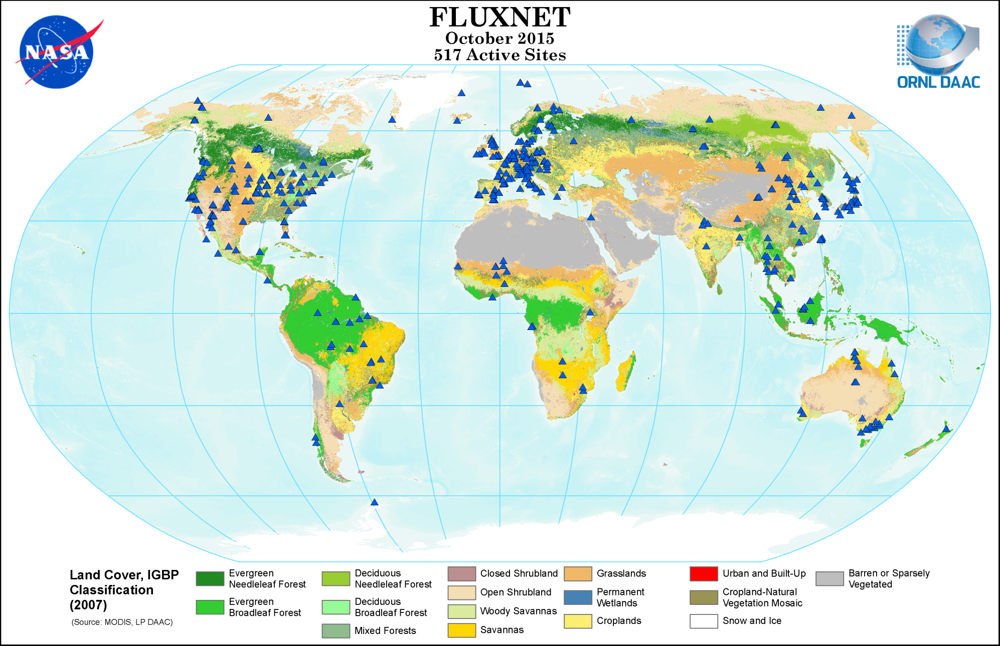 FLUXNET
October 2015
517 Active Sites
NASA
ORNL DAAC
Land Cover, IGBP
Classification
(2007)
(Source: MODIS, LP DAAC)
Evergreen
Needleleaf Forest
Evergreen
Broadleaf Forest
Deciduous
Needleleaf Forest
Deciduous
Broadleaf Forest
Mixed Forests
Closed Shrubland
Open Shrubland
Woody Savannas
Savannas
Grasslands
Permanent
Wetlands
Croplands
Urban and Built-Up
Cropland-Natural
Vegetation Mosaic
Snow and Ice
Barren or Sparsely
Vegetated